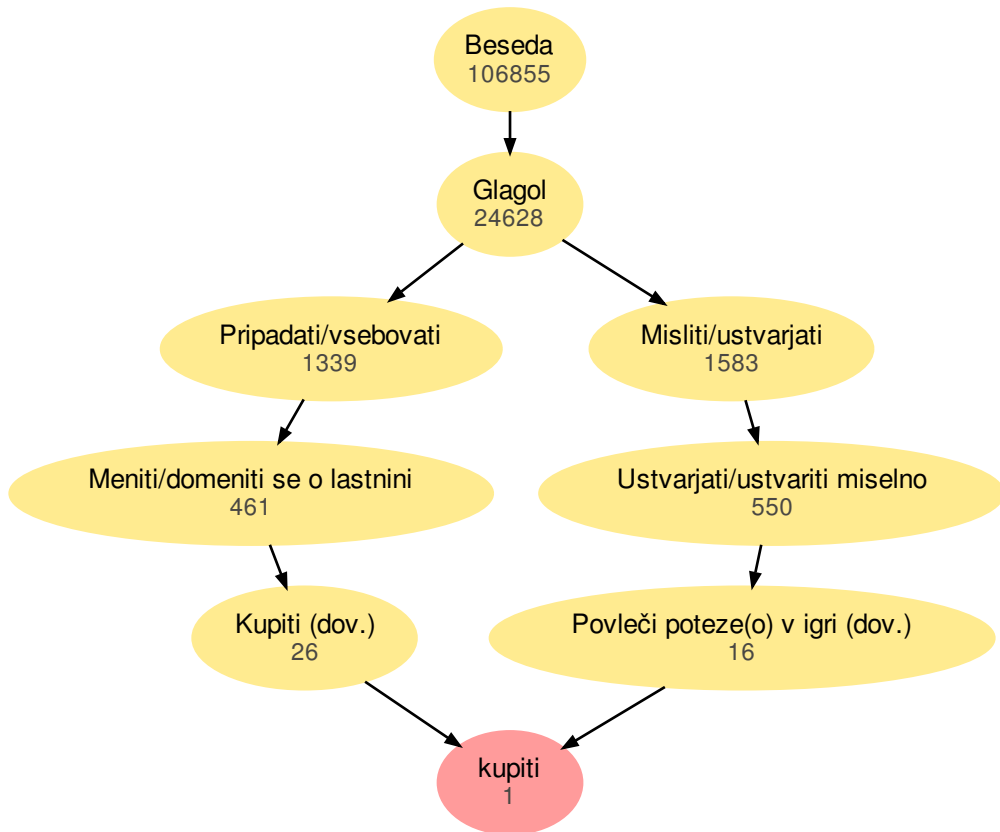 Beseda
106855
Glagol
24628
Pripadati/vsebovati
1339
Misliti/ustvarjati
1583
Meniti/domeniti se o lastnini
461
Ustvarjati/ustvariti miselno
550
Kupiti (dov.)
26
Povleči poteze(o) v igri (dov.)
16
kupiti
1